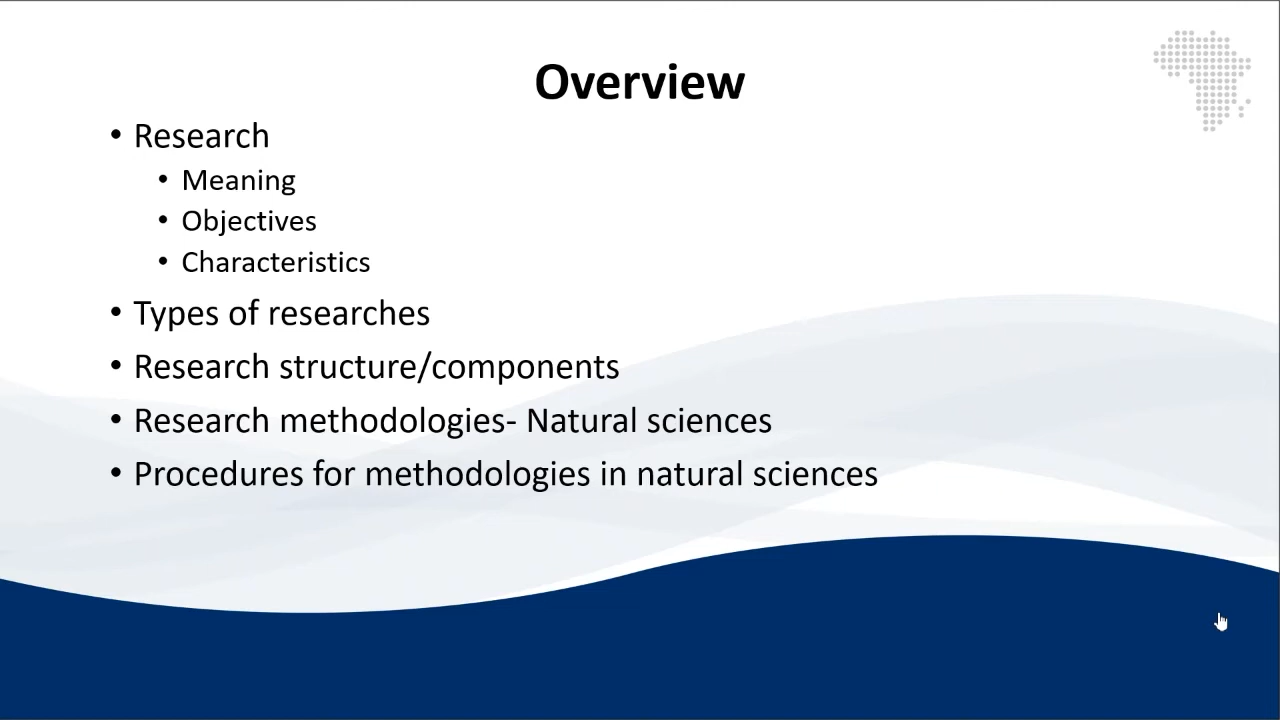 Overview
• Research
• Meaning
• Objectives
• Characteristics
• Types of researches
• Research structure/components
• Research methodologies- Natural sciences
• Procedures for methodologies in natural sciences